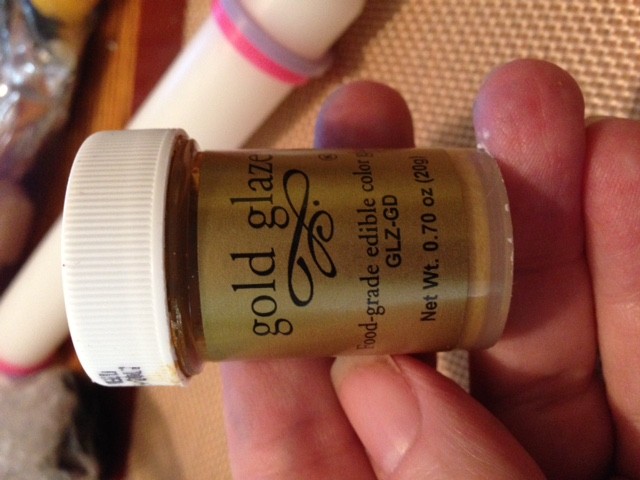 gold glaze
®
Food-grade edible color
GLZ-GD
Net Wt. 0.70 oz (20g)